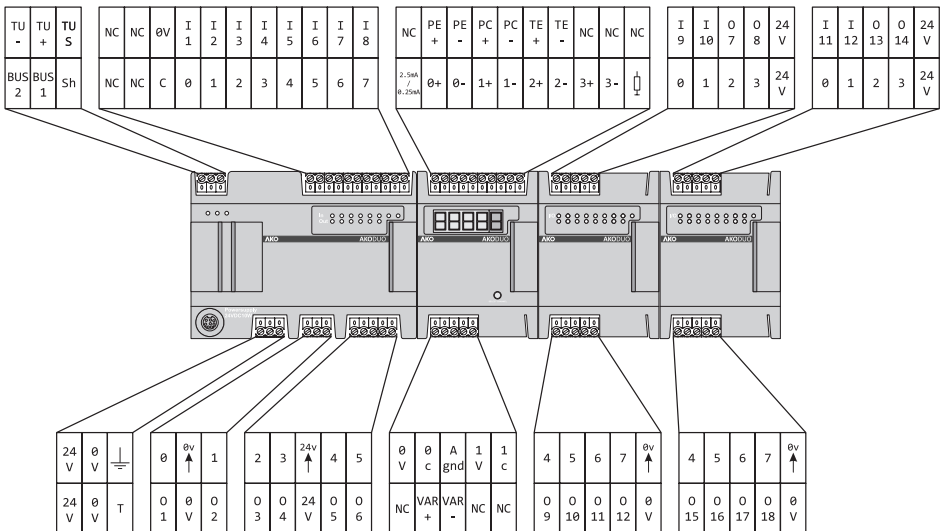 TU - TU + TU S
BUS 2 BUS 1 Sh
NC NC 0V I 1 I 2 I 3 I 4 I 5 I 6 I 7 I 8
NC NC C 0 1 2 3 4 5 6 7
NC PE + PE - PC + PC - TE + TE - NC NC NC
2.5mA / 0.25mA 0+ 0- 1+ 1- 2+ 2- 3+ 3-
I 9 I 10 O 7 O 8 24 V
0 1 2 3 24 V
I 11 I 12 O 13 O 14 24 V
0 1 2 3 24 V
AKO AKODUO AKO AKODUO AKO AKODUO AKO AKODUO
Power supply
24VDC 10W
24 V 0 V
24 V 0 V T
0 0v 1
O 1 0 V O 2
2 3 24v 4 5
O 3 O 4 24 V O 5 O 6
0 V 0 c A gnd 1 V 1 c
NC VAR + VAR - NC NC
4 5 6 7 0v
O 9 O 10 O 11 O 12 0 V
4 5 6 7 0v
O 15 O 16 O 17 O 18 0 V